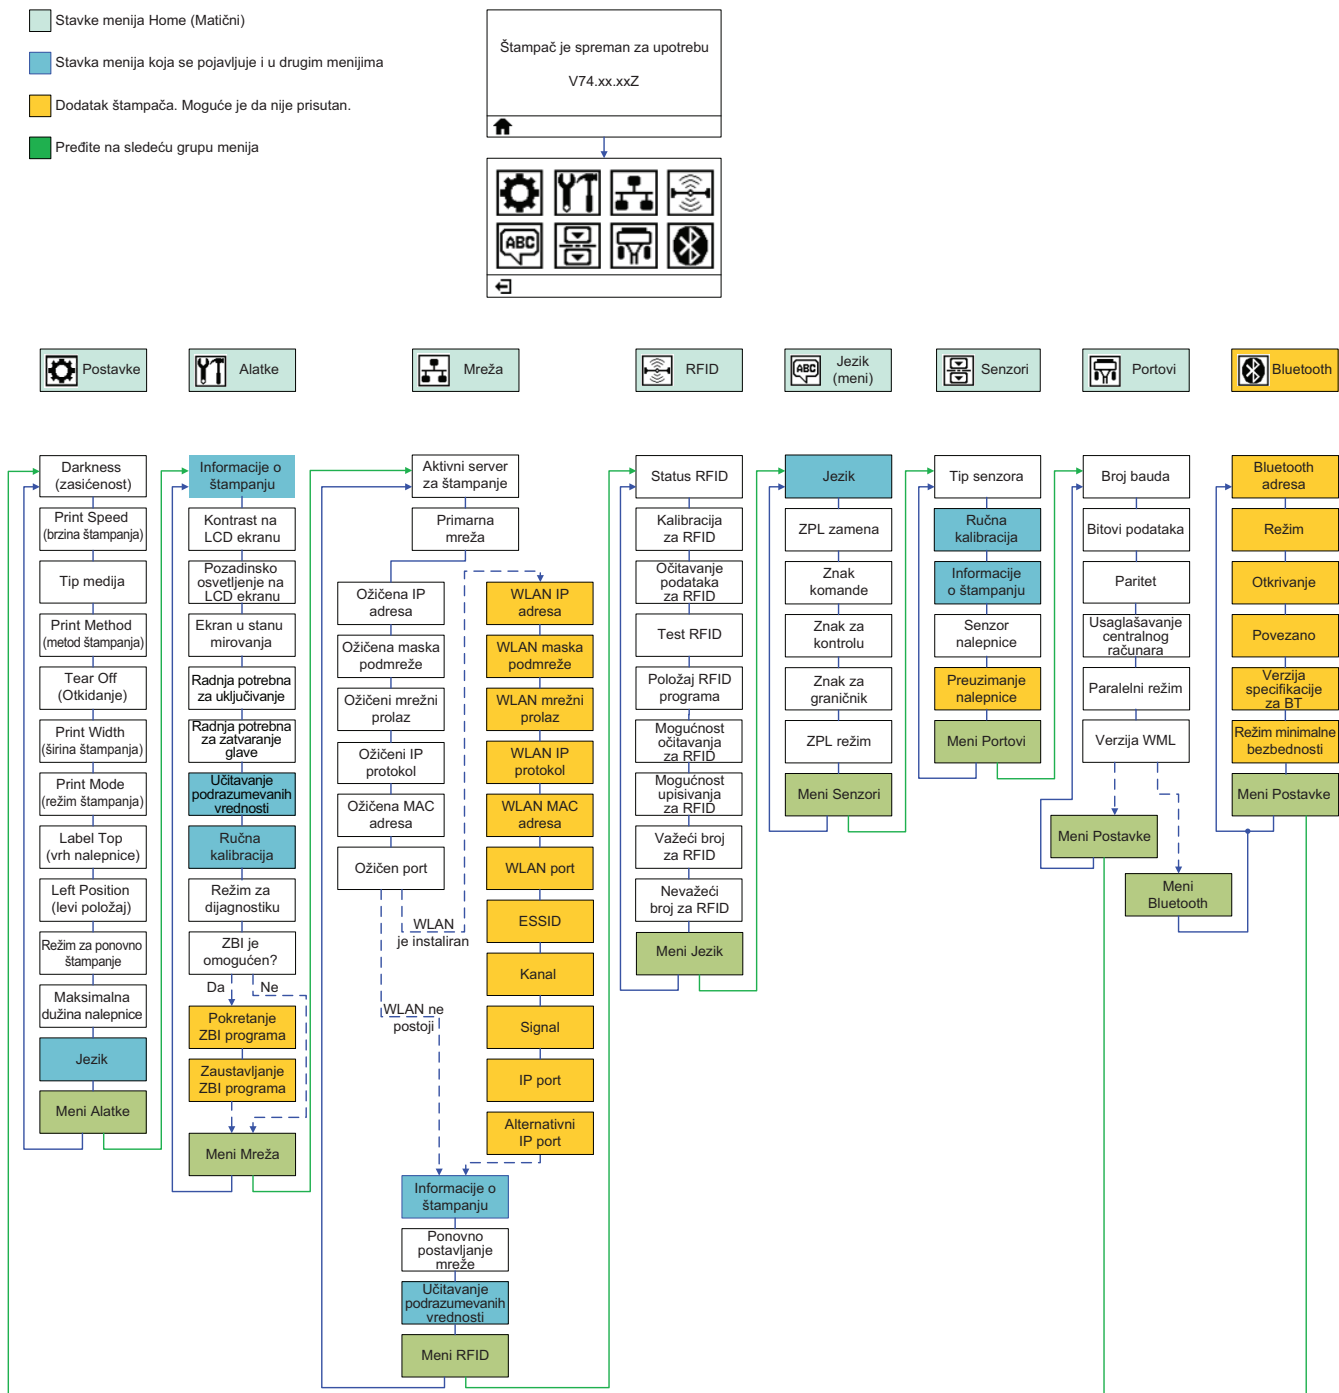 Stavke menija Home (Matični)
Stavka menija koja se pojavljuje i u drugim menijima
Dodatak štampača. Moguće je da nije prisutan.
Pređite na sledeću grupu menija
Štampač je spreman za upotrebu
V74.xx.xxZ
ABC
Postavke
Alatke
Mreža
RFID
ABC
Jezik
(meni)
Senzori
Portovi
Bluetooth
Darkness
(zasićenost)
Print Speed
(brzina štampanja)
Tip medija
Print Method
(metod štampanja)
Tear Off
(Otkidanje)
Print Width
(širina štampanja)
Print Mode
(režim štampanja)
Label Top
(vrh nalepnice)
Left Position
(levi položaj)
Režim za ponovno
štampanje
Maksimalna
dužina nalepnice
Jezik
Meni Alatke
Informacije o
štampanju
Kontrast na
LCD ekranu
Pozadinsko
osvetljenje na
LCD ekranu
Ekran u stanu
mirovanja
Radnja potrebna
za uključivanje
Radnja potrebna
za zatvaranje
glave
Učitavanje
podrazumevanih
vrednosti
Ručna
kalibracija
Režim za
dijagnostiku
ZBI je
omogućen?
Da
Ne
Pokretanje
ZBI programa
Zaustavljanje
ZBI programa
Meni Mreža
Aktivni server
za štampanje
Primarna
mreža
Ožičena IP
adresa
Ožičena maska
podmreže
Ožičeni mrežni
prolaz
Ožičeni IP
protokol
Ožičena MAC
adresa
Ožičen port
WLAN
je instaliran
WLAN ne
postoji
WLAN IP
adresa
WLAN maska
podmreže
WLAN mrežni
prolaz
WLAN IP
protokol
WLAN MAC
adresa
WLAN port
ESSID
Kanal
Signal
IP port
Alternativni
IP port
Informacije o
štampanju
Ponovno
postavljanje
mreže
Učitavanje
podrazumevanih
vrednosti
Meni RFID
Status RFID
Kalibracija
za RFID
Očitavanje
podataka
za RFID
Test RFID
Položaj RFID
programa
Mogućnost
očitavanja
za RFID
Mogućnost
upisivanja
za RFID
Važeći broj
za RFID
Nevažeći
broj za RFID
Meni Jezik
Jezik
ZPL zamena
Znak
komande
Znak za
kontrolu
Znak za
graničnik
ZPL režim
Meni Senzori
Tip senzora
Ručna
kalibracija
Informacije
o štampanju
Senzor
nalepnice
Preuzimanje
nalepnice
Meni Portovi
Broj bauda
Bitovi podataka
Paritet
Usaglašavanje
centralnog
računara
Paralelni režim
Verzija WML
Meni Postavke
Meni
Bluetooth
Bluetooth
adresa
Režim
Otkrivanje
Povezano
Verzija
specifikacije
za BT
Režim minimalne
bezbednosti
Meni Postavke